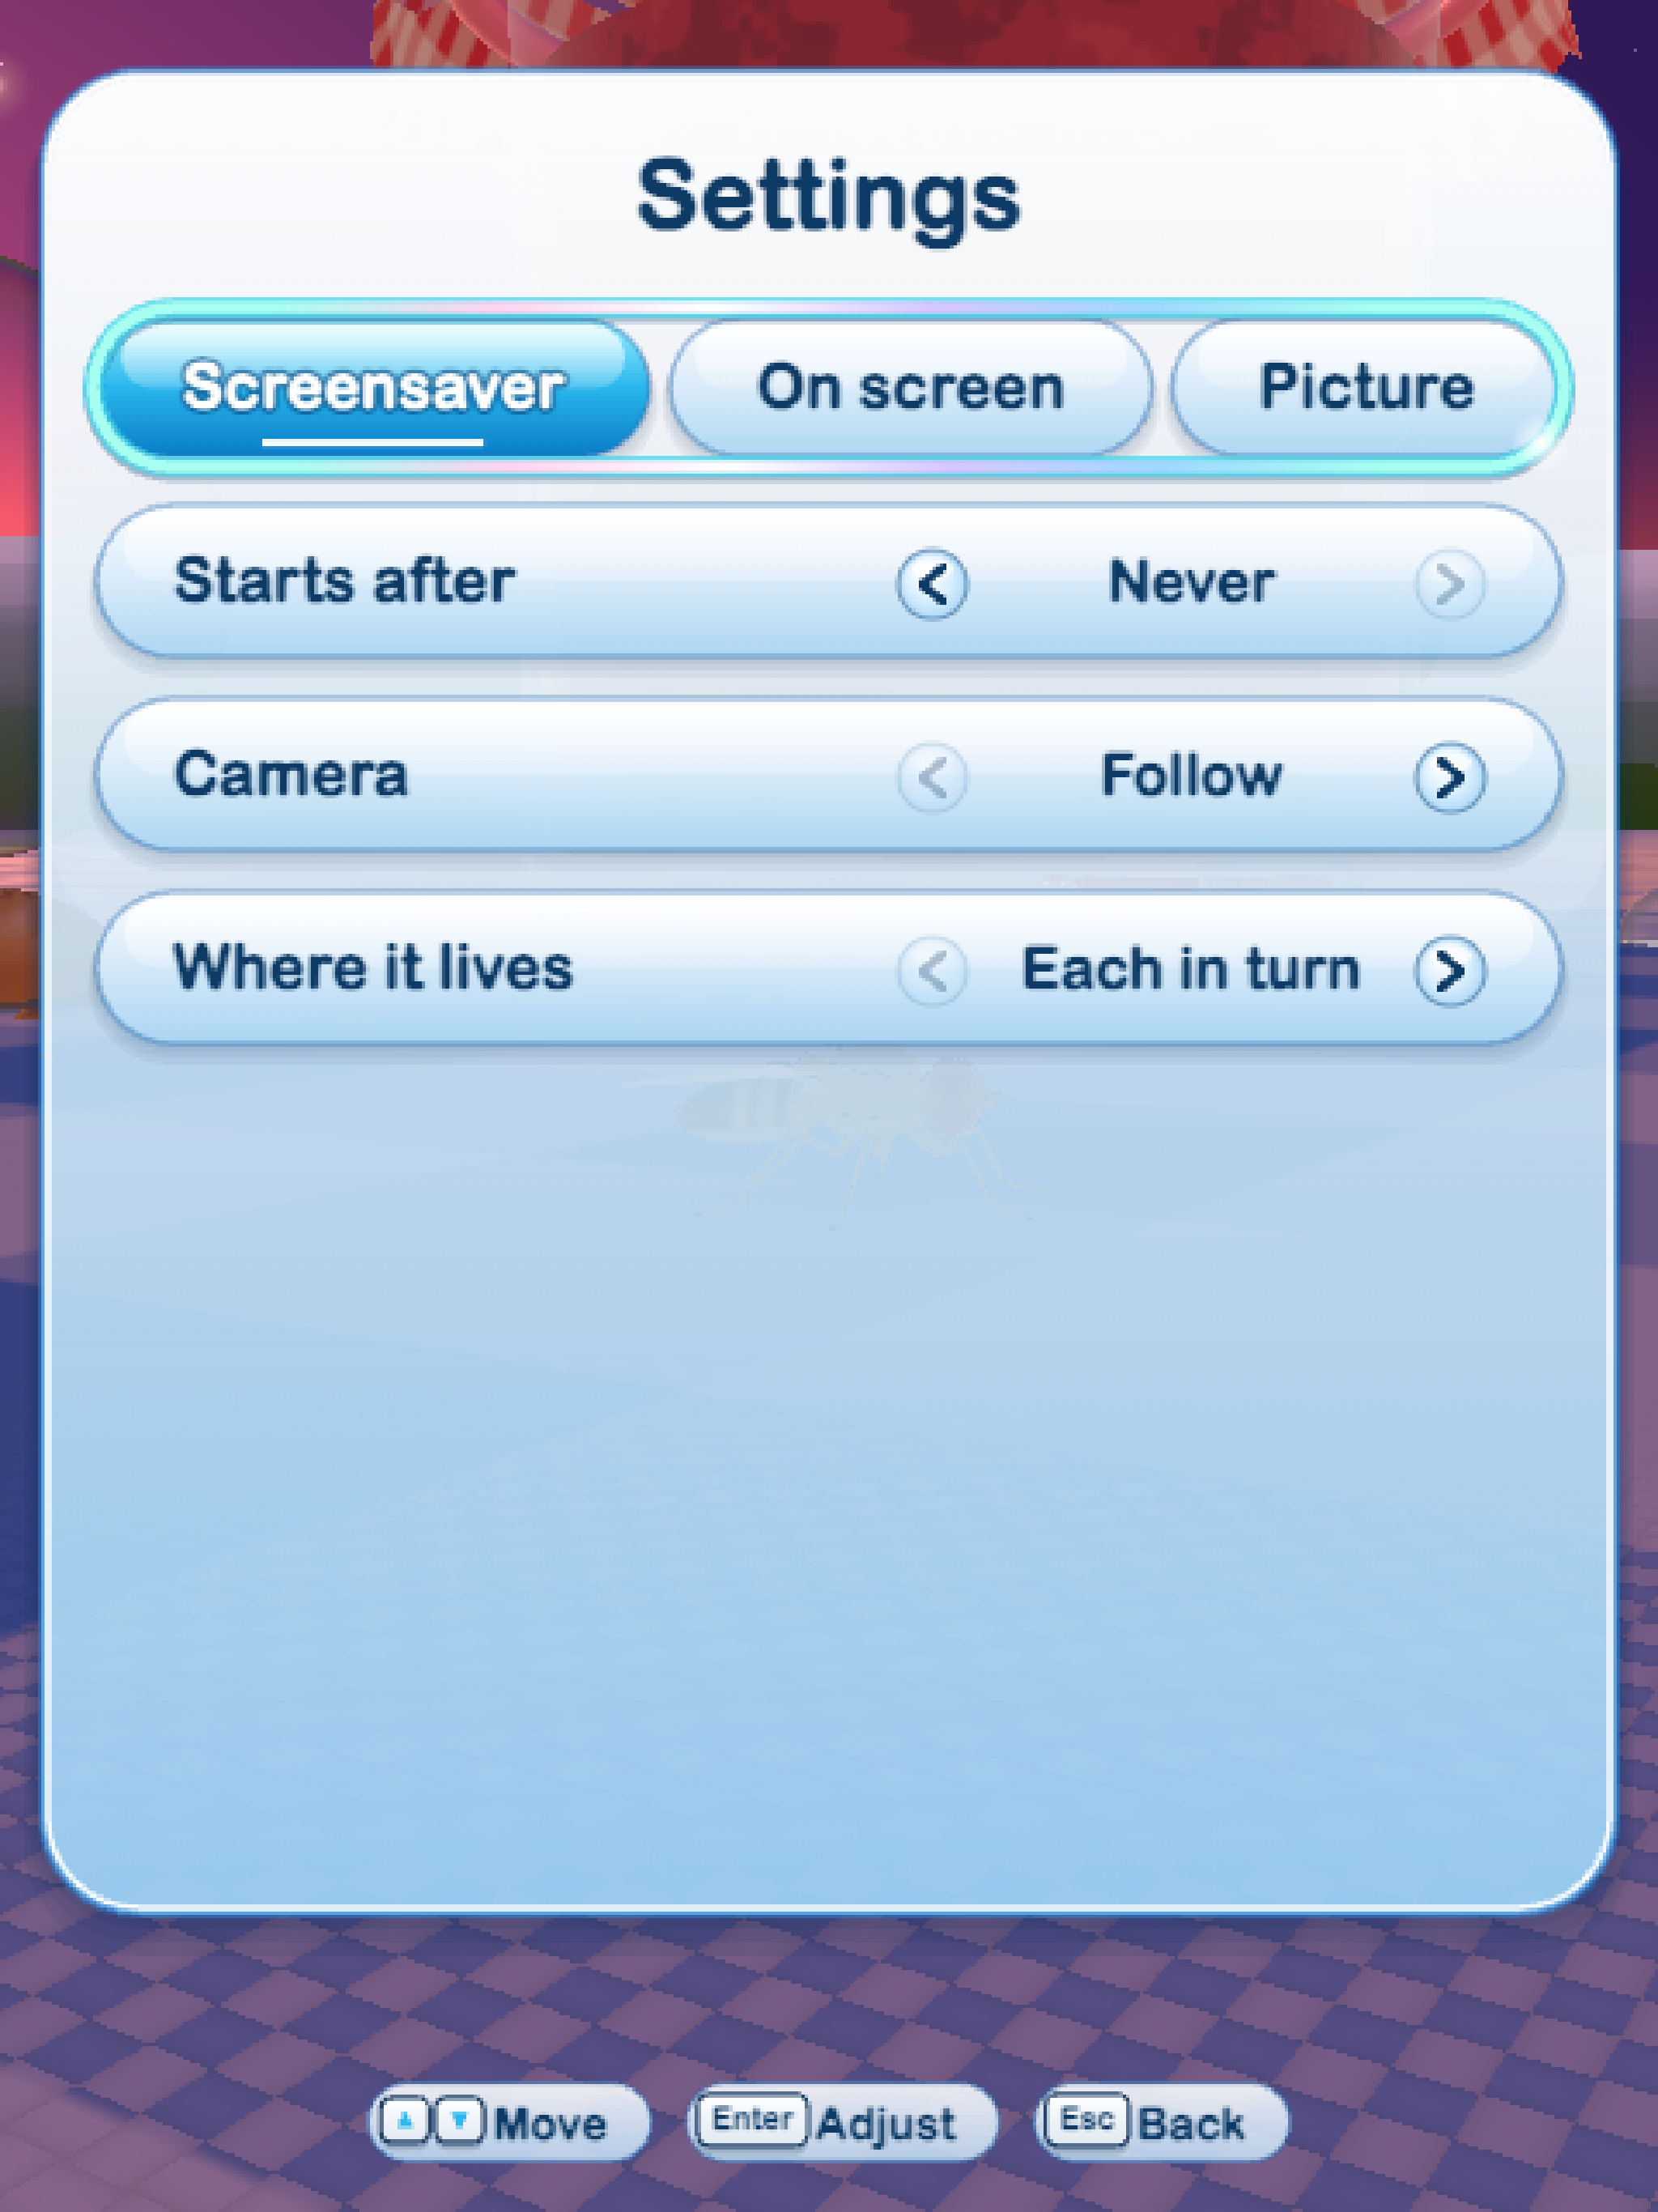 Settings
Screensaver On screen Picture
Starts after < Never >
Camera < Follow >
Where it lives < Each in turn >
▲ ▼ Move Enter Adjust Esc Back